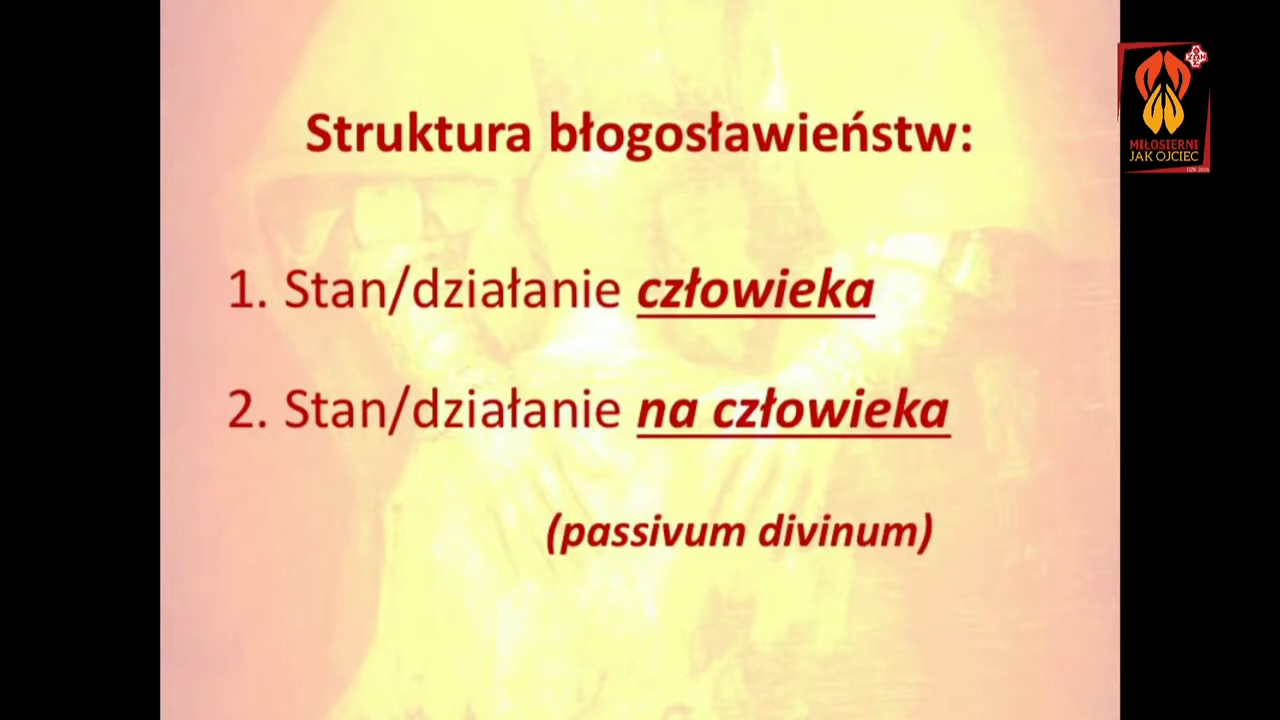 Struktura błogosławieństw:
1. Stan/działanie człowieka
2. Stan/działanie na człowieka
(passivum divinum)
MIŁOSIERNI
JAK OJCIEC